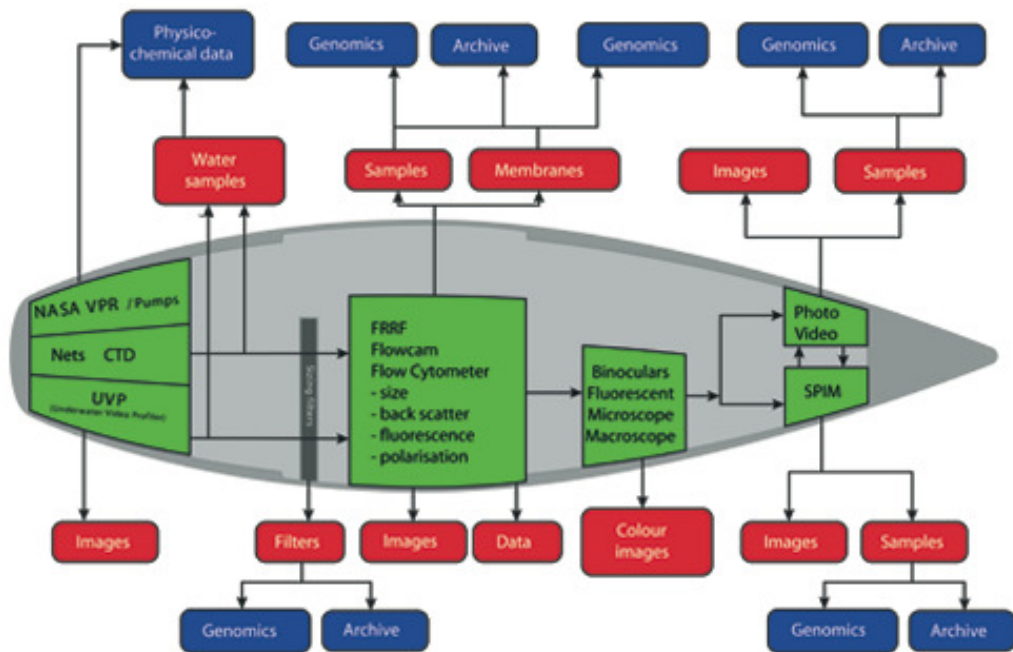 Physico-
chemical data
Genomics
Archive
Genomics
Genomics
Archive
Water
samples
Samples
Membranes
Images
Samples
NASA VPR / Pumps
Nets CTD
UVP
(Underwater Video Profiler)
Sizing filters
FRRF
Flowcam
Flow Cytometer
- size
- back scatter
- fluorescence
- polarisation
Binoculars
Fluorescent
Microscope
Macroscope
Photo
Video
SPIM
Images
Filters
Images
Data
Colour
images
Images
Samples
Genomics
Archive
Genomics
Archive